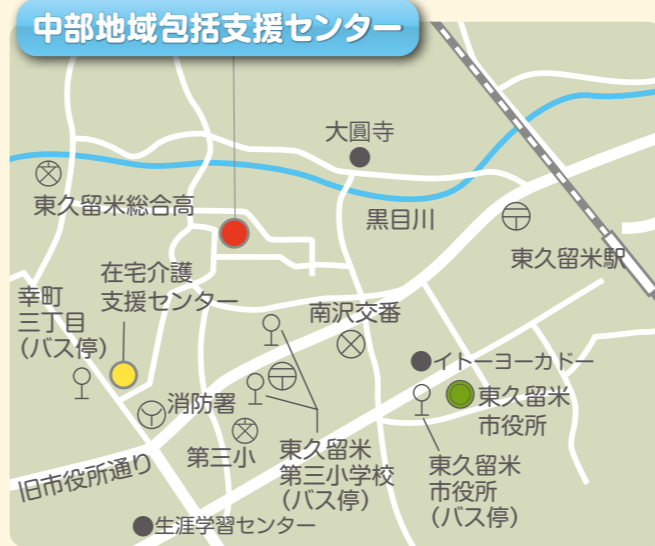 中部地域包括支援センター
大圓寺
東久留米総合高
黒目川
東久留米駅
在宅介護
支援センター
幸町
三丁目
(バス停)
南沢交番
イトーヨーカドー
消防署
東久留米
市役所
第三小
東久留米
第三小学校
(バス停)
東久留米
市役所
(バス停)
旧市役所通り
生涯学習センター